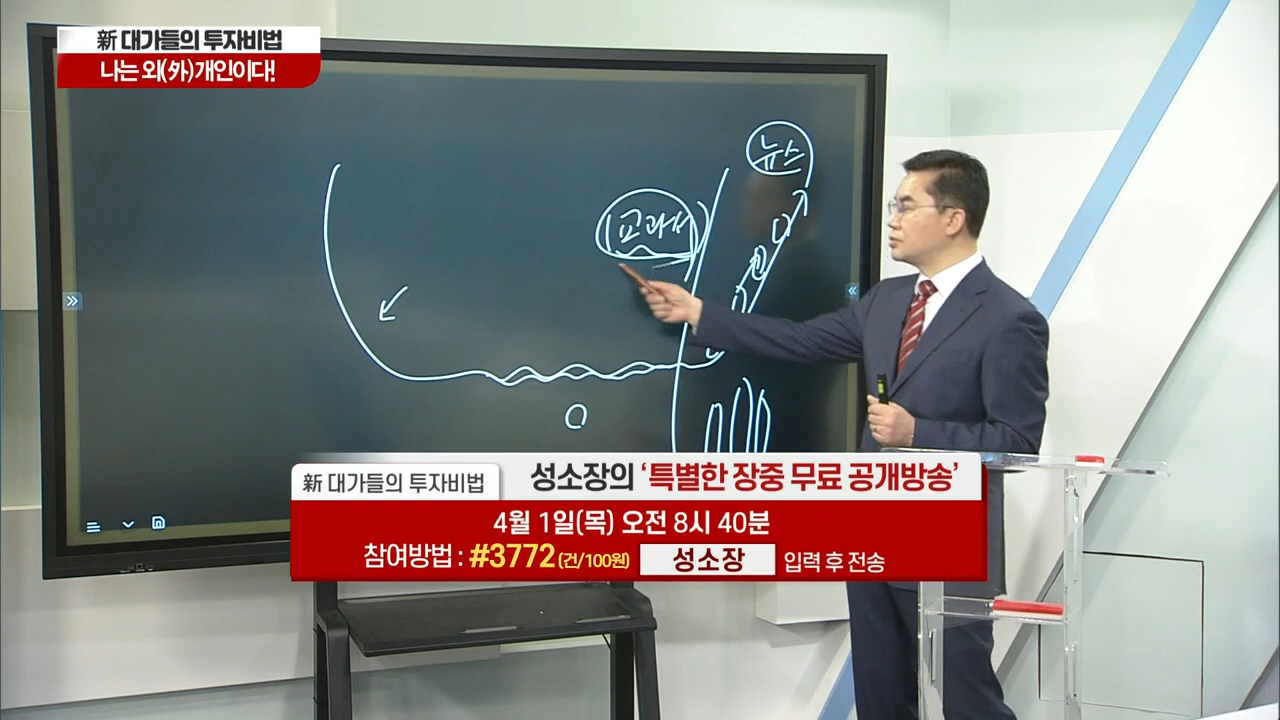 新 대가들의 투자비법
나는 외(外)개인이다!
뉴스
교과서
新 대가들의 투자비법
성소장의 '특별한 장중 무료 공개방송'
4월 1일(목) 오전 8시 40분
참여방법 : #3772 (건/100원) 성소장 입력 후 전송